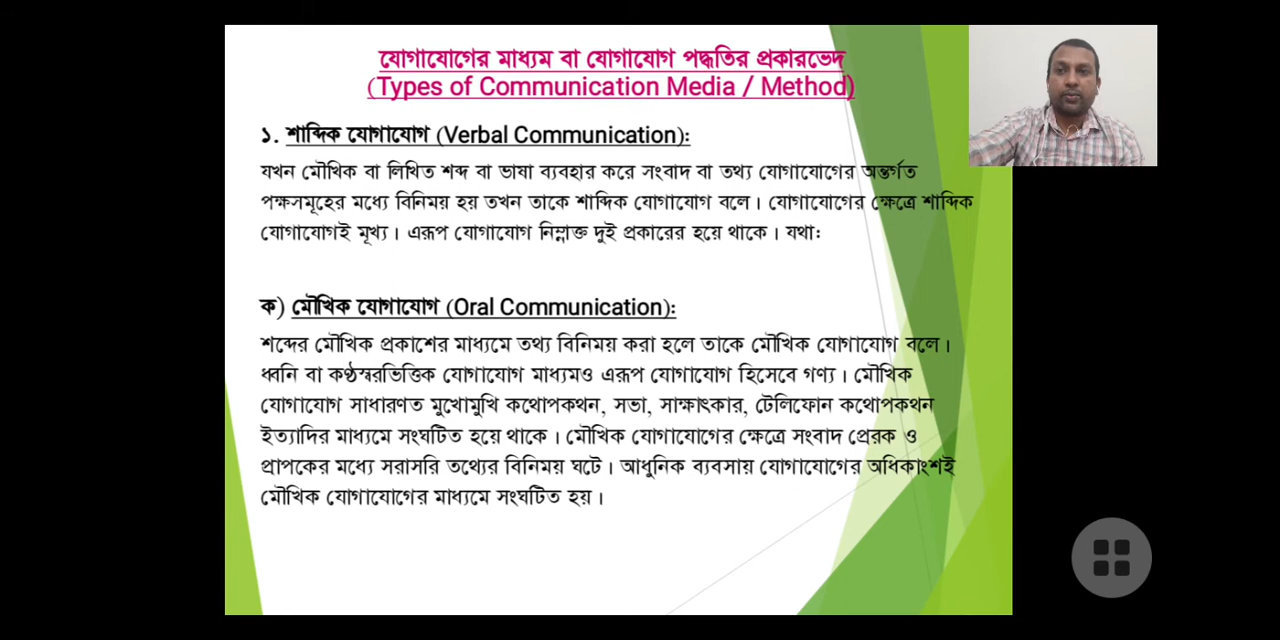 যোগাযোগের মাধ্যম বা যোগাযোগ পদ্ধতির প্রকারভেদ
(Types of Communication Media / Method)
১. শাব্দিক যোগাযোগ (Verbal Communication):
যখন মৌখিক বা লিখিত শব্দ বা ভাষা ব্যবহার করে সংবাদ বা তথ্য যোগাযোগের অন্তর্গত
পক্ষসমূহের মধ্যে বিনিময় হয় তখন তাকে শাব্দিক যোগাযোগ বলে। যোগাযোগের ক্ষেত্রে শাব্দিক
যোগাযোগই মূখ্য। এরূপ যোগাযোগ নিম্নাক্ত দুই প্রকারের হয়ে থাকে। যথা:
ক) মৌখিক যোগাযোগ (Oral Communication):
শব্দের মৌখিক প্রকাশের মাধ্যমে তথ্য বিনিময় করা হলে তাকে মৌখিক যোগাযোগ বলে।
ধ্বনি বা কণ্ঠস্বরভিত্তিক যোগাযোগ মাধ্যমও এরূপ যোগাযোগ হিসেবে গণ্য। মৌখিক
যোগাযোগ সাধারণত মুখোমুখি কথোপকথন, সভা, সাক্ষাৎকার, টেলিফোন কথোপকথন
ইত্যাদির মাধ্যমে সংঘটিত হয়ে থাকে। মৌখিক যোগাযোগের ক্ষেত্রে সংবাদ প্রেরক ও
প্রাপকের মধ্যে সরাসরি তথ্যের বিনিময় ঘটে। আধুনিক ব্যবসায় যোগাযোগের অধিকাংশই
মৌখিক যোগাযোগের মাধ্যমে সংঘটিত হয়।